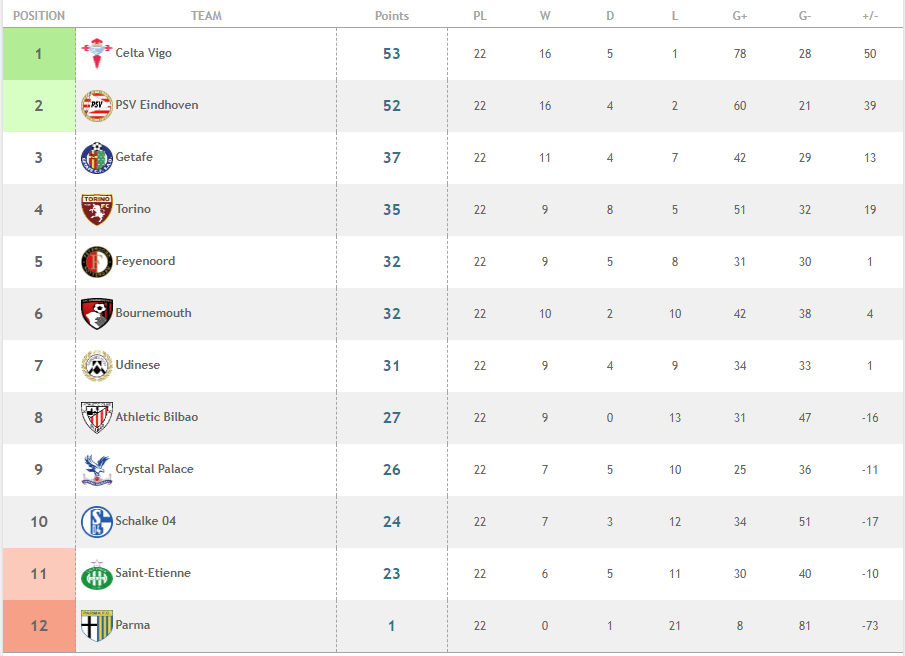 POSITION TEAM Points PL W D L G+ G- +/-
1 Celta Vigo 53 22 16 5 1 78 28 50
2 PSV PSV Eindhoven 52 22 16 4 2 60 21 39
3 Getafe 37 22 11 4 7 42 29 13
4 TORINO FC Torino 35 22 9 8 5 51 32 19
5 Feyenoord 32 22 9 5 8 31 30 1
6 Bournemouth 32 22 10 2 10 42 38 4
7 Udinese 31 22 9 4 9 34 33 1
8 Athletic Bilbao 27 22 9 0 13 31 47 -16
9 Crystal Palace 26 22 7 5 10 25 36 -11
10 Schalke 04 24 22 7 3 12 34 51 -17
11 Saint-Etienne 23 22 6 5 11 30 40 -10
12 Parma 1 22 0 1 21 8 81 -73